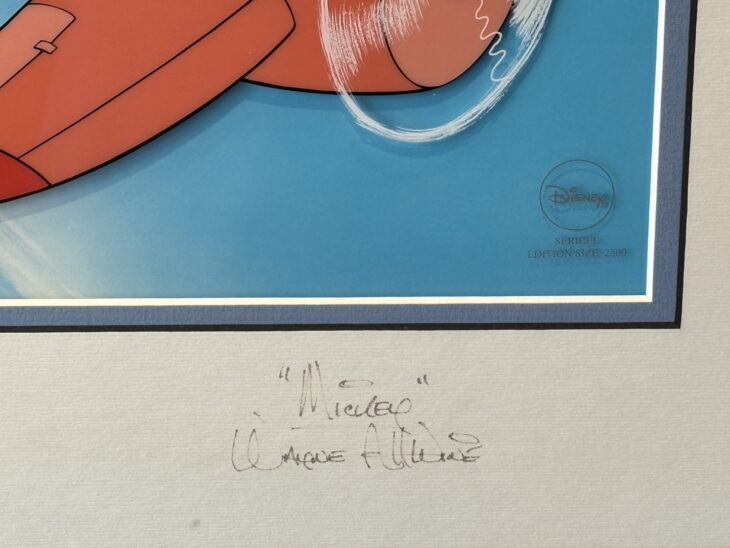 DISNEY
SERICEL
EDITION SIZE: 2500
"Mickey"
Wayne Allwine